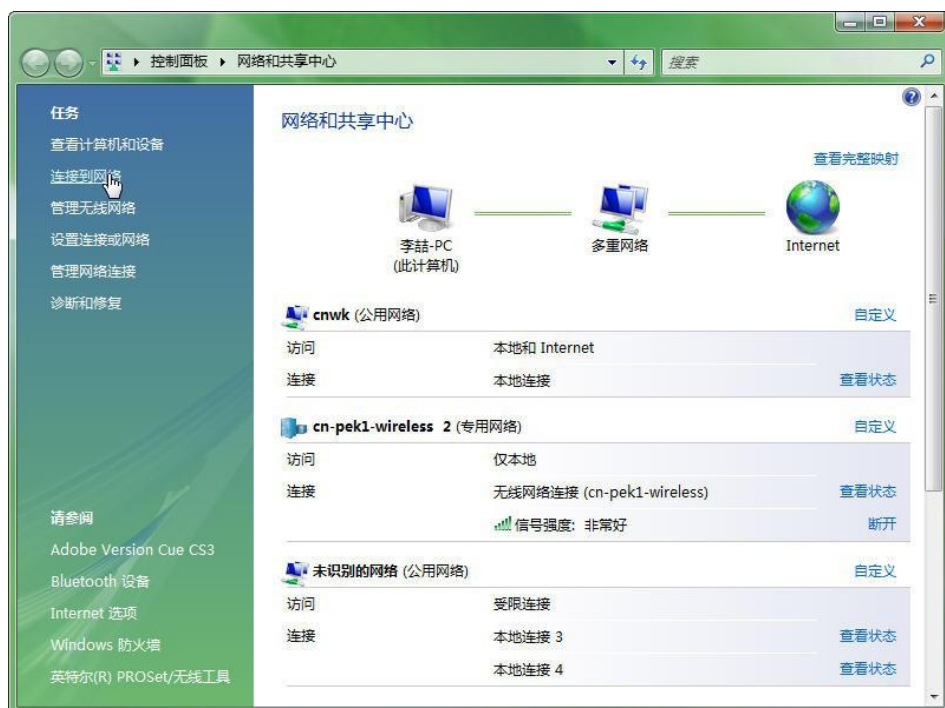 控制面板 ▸ 网络和共享中心
搜索
任务
查看计算机和设备
连接到网络
管理无线网络
设置连接或网络
管理网络连接
诊断和修复
请参阅
Adobe Version Cue CS3
Bluetooth 设备
Internet 选项
Windows 防火墙
英特尔(R) PROSet/无线工具
网络和共享中心
查看完整映射
李喆-PC
(此计算机)
多重网络
Internet
cnwk (公用网络) 自定义
访问 本地和 Internet
连接 本地连接 查看状态
cn-pek1-wireless 2 (专用网络) 自定义
访问 仅本地
连接 无线网络连接 (cn-pek1-wireless) 查看状态
信号强度: 非常好 断开
未识别的网络 (公用网络) 自定义
访问 受限连接
连接 本地连接 3 查看状态
本地连接 4 查看状态